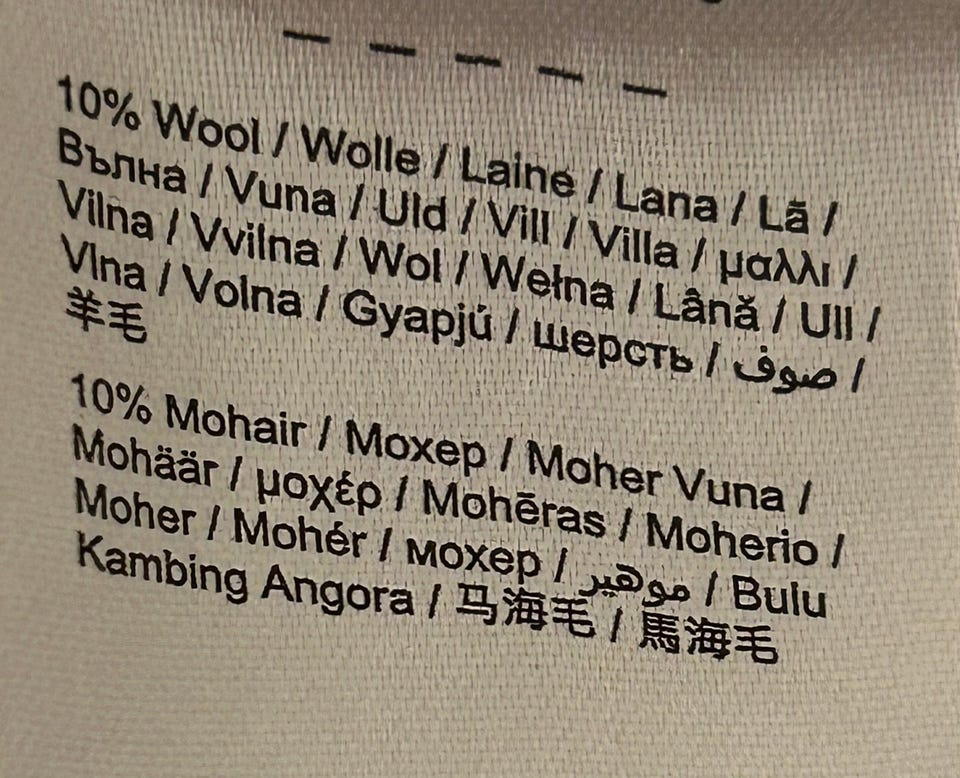 10% Wool / Wolle / Laine / Lana / Lā /
Вълна / Vuna / Uld / Vill / Villa / μαλλι /
Vilna / Vvilna / Wol / Wełna / Lână / Ull /
Vlna / Volna / Gyapjú / шерсть / صوف /
羊毛
10% Mohair / Мохер / Moher Vuna /
Mohäär / μοχέρ / Mohēras / Moherio /
Moher / Mohér / мохер / موهير / Bulu
Kambing Angora / 马海毛 / 馬海毛